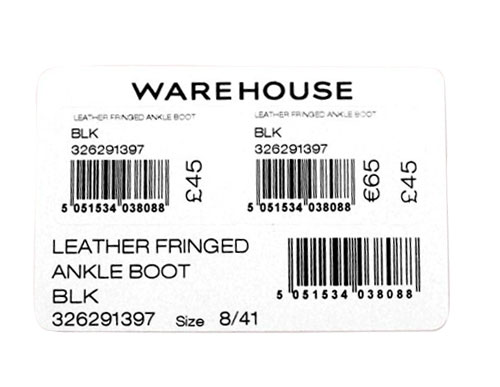 WAREHOUSE
LEATHER FRINGED ANKLE BOOT
BLK
326291397
5 051534 038088
£45
LEATHER FRINGED ANKLE BOOT
BLK
326291397
5 051534 038088
€65
£45
LEATHER FRINGED
ANKLE BOOT
BLK
326291397 Size 8/41
5 051534 038088